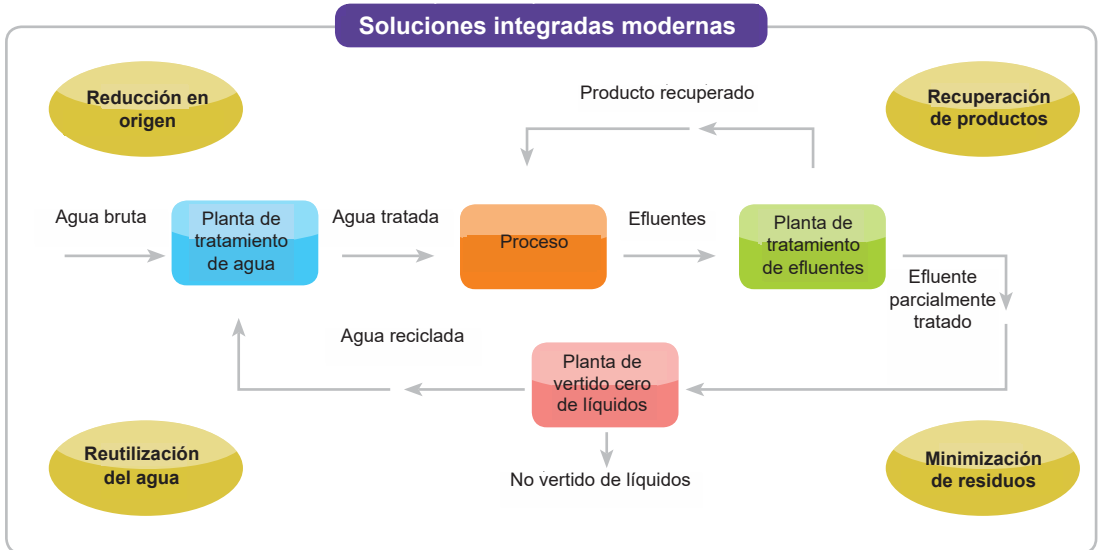 Soluciones integradas modernas
Reducción en
origen
Producto recuperado
Recuperación
de productos
Agua bruta
Planta de
tratamiento
de agua
Agua tratada
Proceso
Efluentes
Planta de
tratamiento
de efluentes
Efluente
parcialmente
tratado
Agua reciclada
Planta de
vertido cero
de líquidos
No vertido de líquidos
Reutilización
del agua
Minimización
de residuos